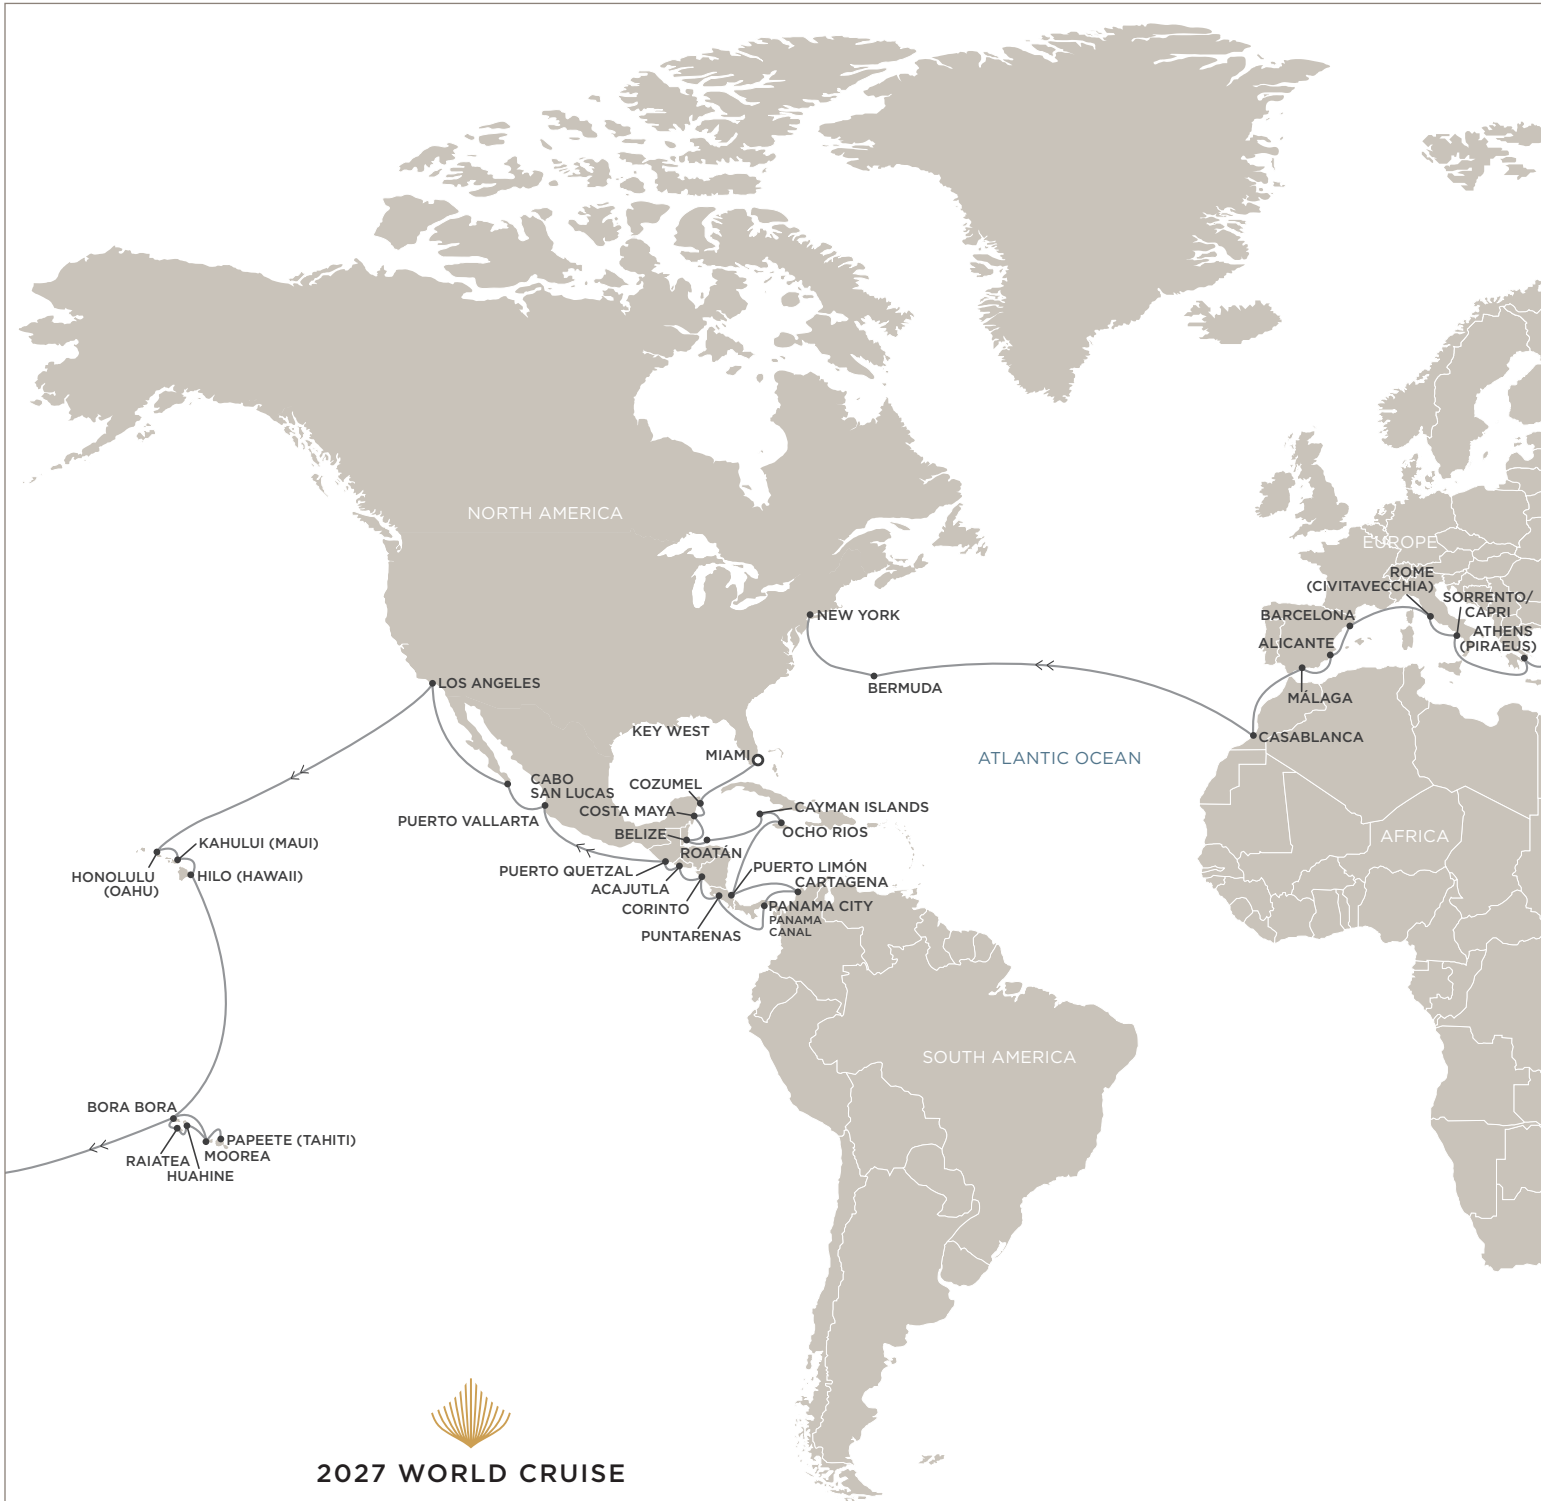 NORTH AMERICA
EUROPE
ROME
(CIVITAVECCHIA)
SORRENTO/
CAPRI
BARCELONA
ATHENS
(PIRAEUS)
ALICANTE
NEW YORK
BERMUDA
MÁLAGA
LOS ANGELES
KEY WEST
CASABLANCA
MIAMI
ATLANTIC OCEAN
CABO
SAN LUCAS
COZUMEL
COSTA MAYA
CAYMAN ISLANDS
PUERTO VALLARTA
BELIZE
OCHO RIOS
AFRICA
KAHULUI (MAUI)
ROATÁN
HONOLULU
(OAHU)
HILO (HAWAII)
PUERTO QUETZAL
PUERTO LIMÓN
ACAJUTLA
CARTAGENA
CORINTO
PANAMA CITY
PANAMA
CANAL
PUNTARENAS
SOUTH AMERICA
BORA BORA
PAPEETE (TAHITI)
RAIATEA
MOOREA
HUAHINE
2027 WORLD CRUISE